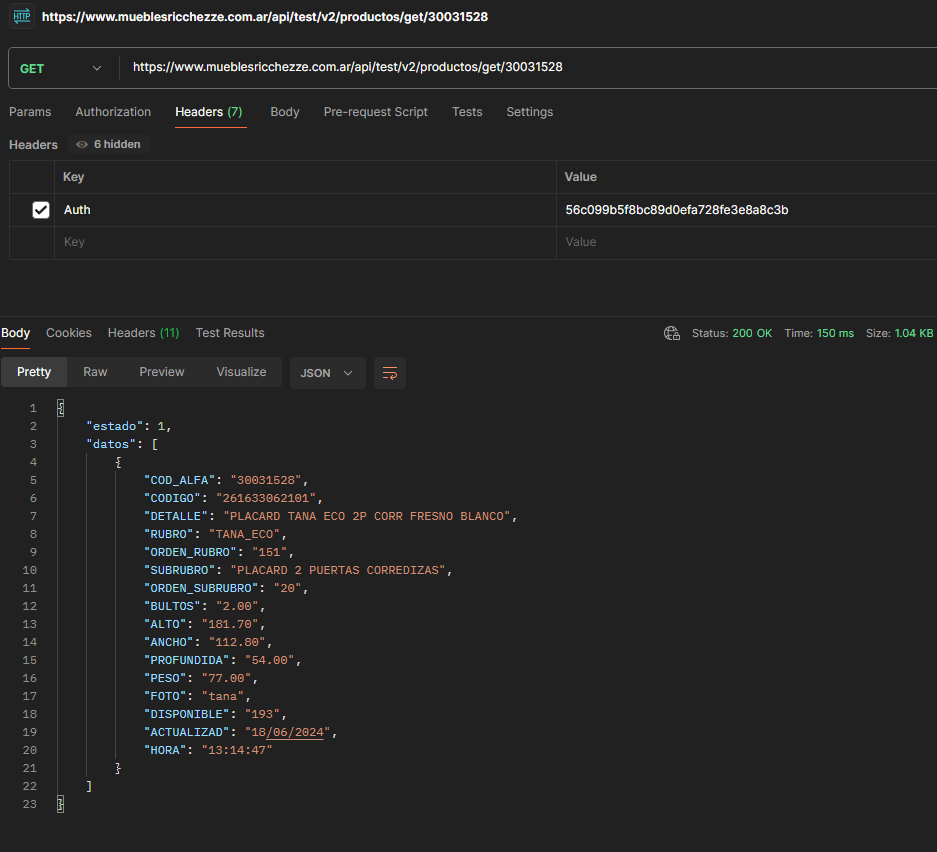 HTTP https://www.mueblesricchezze.com.ar/api/test/v2/productos/get/30031528
GET https://www.mueblesricchezze.com.ar/api/test/v2/productos/get/30031528
Params Authorization Headers (7) Body Pre-request Script Tests Settings
Headers 6 hidden
Key Value
Auth 56c099b5f8bc89d0efa728fe3e8a8c3b
Key Value
Body Cookies Headers (11) Test Results Status: 200 OK Time: 150 ms Size: 1.04 KB
Pretty Raw Preview Visualize JSON
1 {
2 "estado": 1,
3 "datos": [
4 {
5 "COD_ALFA": "30031528",
6 "CODIGO": "261633062101",
7 "DETALLE": "PLACARD TANA ECO 2P CORR FRESNO BLANCO",
8 "RUBRO": "TANA_ECO",
9 "ORDEN_RUBRO": "151",
10 "SUBRUBRO": "PLACARD 2 PUERTAS CORREDIZAS",
11 "ORDEN_SUBRUBRO": "20",
12 "BULTOS": "2.00",
13 "ALTO": "181.70",
14 "ANCHO": "112.80",
15 "PROFUNDIDA": "54.00",
16 "PESO": "77.00",
17 "FOTO": "tana",
18 "DISPONIBLE": "193",
19 "ACTUALIZAD": "18/06/2024",
20 "HORA": "13:14:47"
21 }
22 ]
23 }